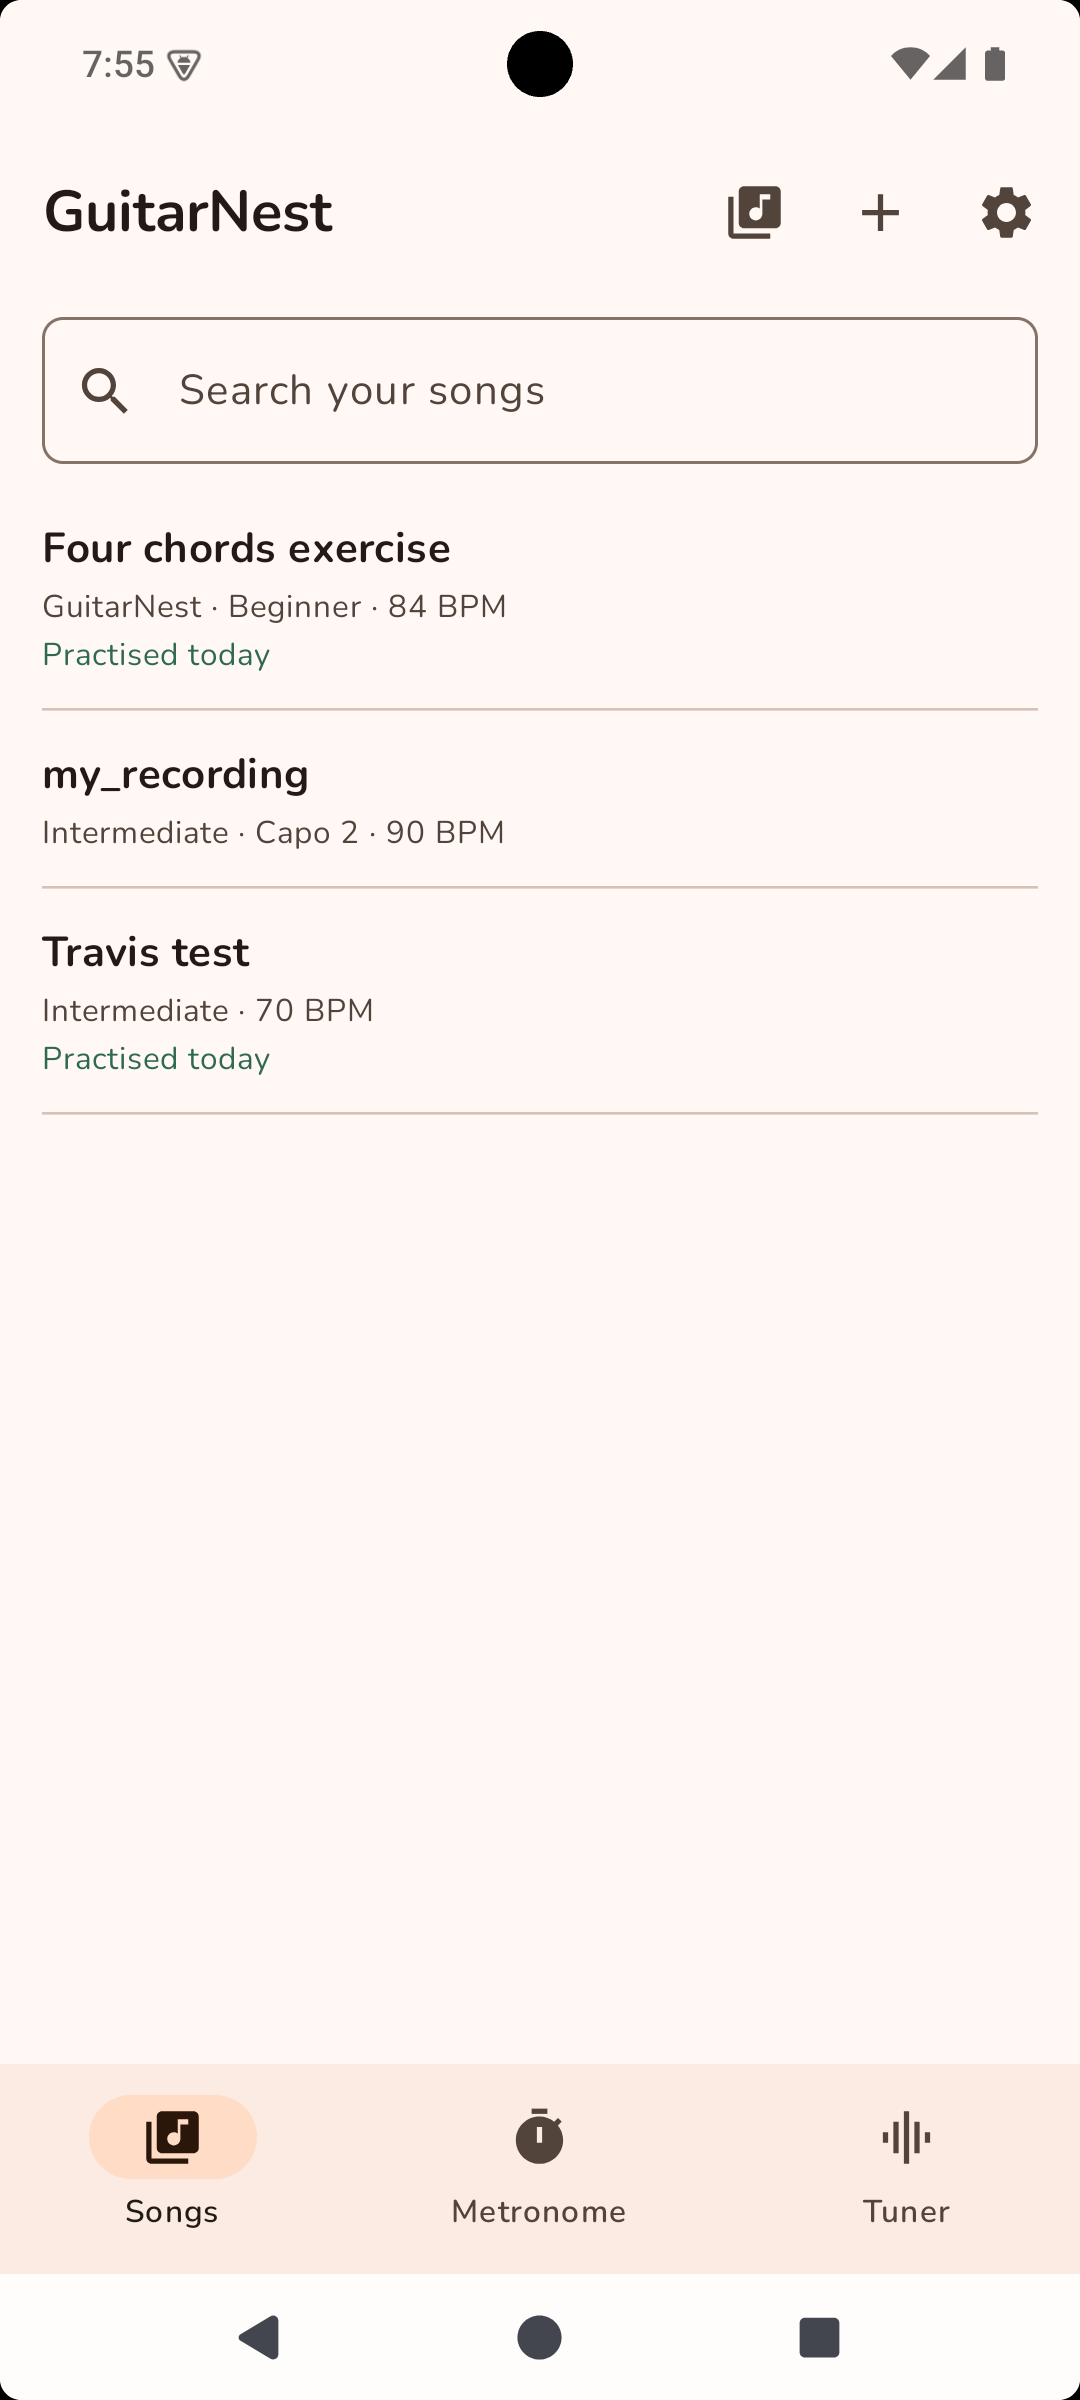 7:55
GuitarNest
Search your songs
Four chords exercise
GuitarNest · Beginner · 84 BPM
Practised today
my_recording
Intermediate · Capo 2 · 90 BPM
Travis test
Intermediate · 70 BPM
Practised today
Songs
Metronome
Tuner